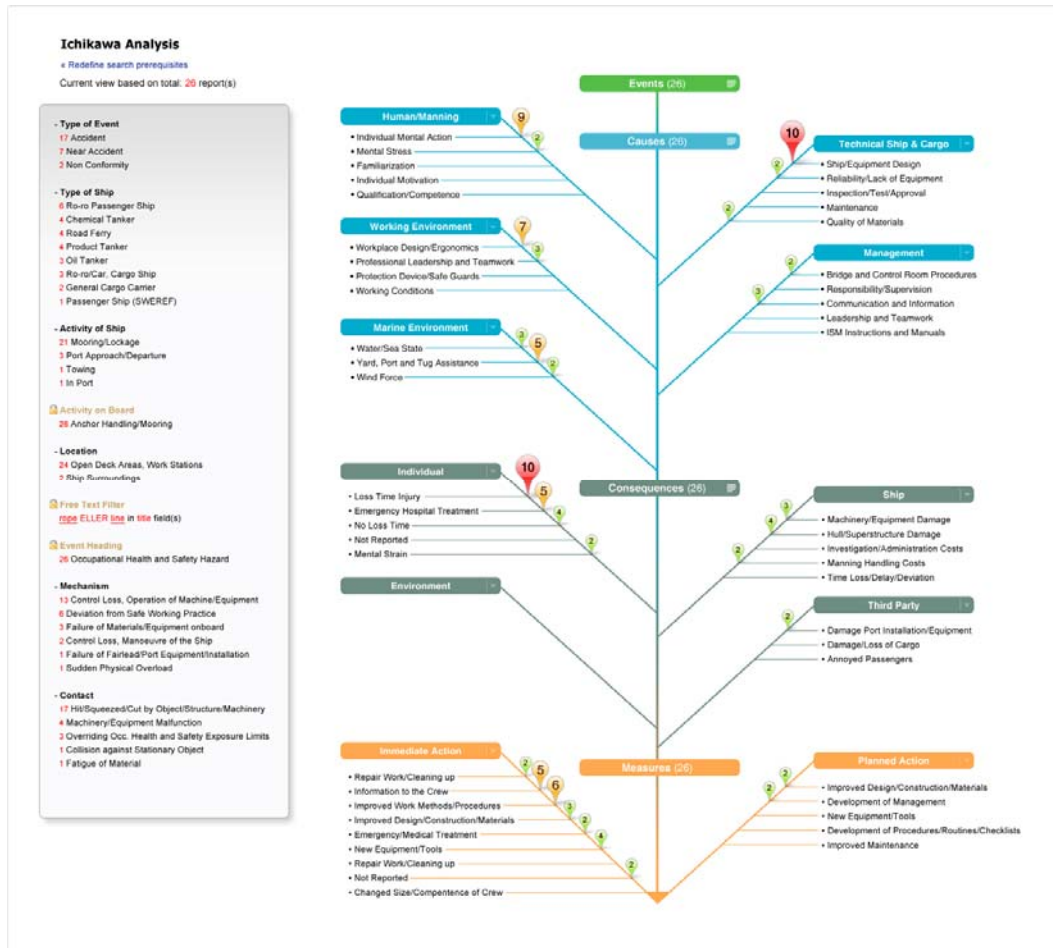 Ichikawa Analysis
« Redefine search prerequisites
Current view based on total: 26 report(s)
- Type of Event
17 Accident
7 Near Accident
2 Non Conformity
- Type of Ship
6 Ro-ro Passenger Ship
4 Chemical Tanker
4 Road Ferry
4 Product Tanker
3 Oil Tanker
3 Ro-ro/Car, Cargo Ship
2 General Cargo Carrier
1 Passenger Ship (SWEREF)
- Activity of Ship
21 Mooring/Lockage
3 Port Approach/Departure
1 Towing
1 In Port
Activity on Board
26 Anchor Handling/Mooring
- Location
24 Open Deck Areas, Work Stations
2 Ship Surroundings
Free Text Filter
rope ELLER line in title field(s)
Event Heading
26 Occupational Health and Safety Hazard
- Mechanism
13 Control Loss, Operation of Machine/Equipment
6 Deviation from Safe Working Practice
3 Failure of Materials/Equipment onboard
2 Control Loss, Manoeuvre of the Ship
1 Failure of Fairlead/Port Equipment/Installation
1 Sudden Physical Overload
- Contact
17 Hit/Squeezed/Cut by Object/Structure/Machinery
4 Machinery/Equipment Malfunction
3 Overriding Occ. Health and Safety Exposure Limits
1 Collision against Stationary Object
1 Fatigue of Material
Events (26)
Causes (26)
Human/Manning
9
2
• Individual Mental Action
• Mental Stress
• Familiarization
• Individual Motivation
• Qualification/Competence
10
2
2
Technical Ship & Cargo
• Ship/Equipment Design
• Reliability/Lack of Equipment
• Inspection/Test/Approval
• Maintenance
• Quality of Materials
Working Environment
7
3
• Workplace Design/Ergonomics
• Professional Leadership and Teamwork
• Protection Device/Safe Guards
• Working Conditions
Management
2
3
• Bridge and Control Room Procedures
• Responsibility/Supervision
• Communication and Information
• Leadership and Teamwork
• ISM Instructions and Manuals
Marine Environment
3
5
2
• Water/Sea State
• Yard, Port and Tug Assistance
• Wind Force
Consequences (26)
Individual
10
5
4
2
• Loss Time Injury
• Emergency Hospital Treatment
• No Loss Time
• Not Reported
• Mental Strain
Ship
3
4
2
• Machinery/Equipment Damage
• Hull/Superstructure Damage
• Investigation/Administration Costs
• Manning Handling Costs
• Time Loss/Delay/Deviation
Environment
Third Party
2
• Damage Port Installation/Equipment
• Damage/Loss of Cargo
• Annoyed Passengers
Measures (26)
Immediate Action
2
5
6
3
2
4
2
• Repair Work/Cleaning up
• Information to the Crew
• Improved Work Methods/Procedures
• Improved Design/Construction/Materials
• Emergency/Medical Treatment
• New Equipment/Tools
• Repair Work/Cleaning up
• Not Reported
• Changed Size/Compentence of Crew
Planned Action
2
2
• Improved Design/Construction/Materials
• Development of Management
• New Equipment/Tools
• Development of Procedures/Routines/Checklists
• Improved Maintenance